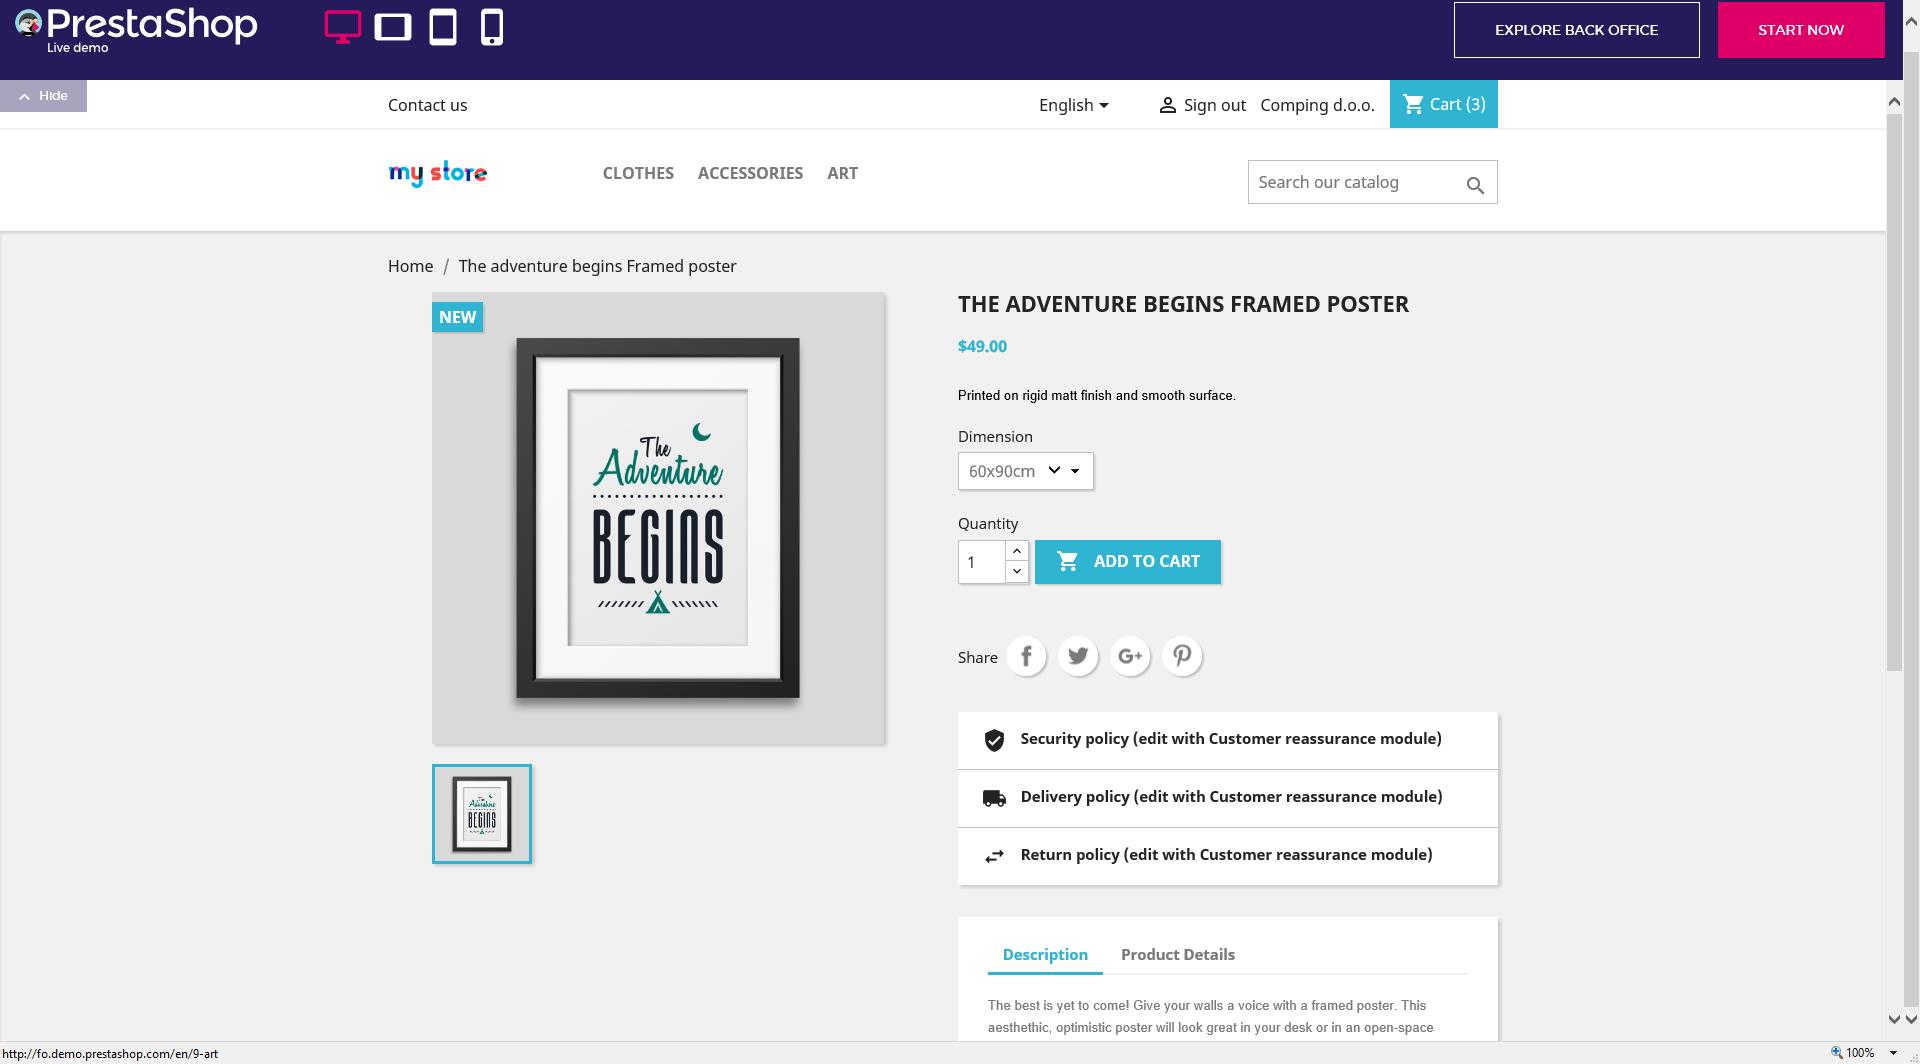 PrestaShop
Live demo
EXPLORE BACK OFFICE
START NOW
Hide
Contact us
English
Sign out
Comping d.o.o.
Cart (3)
my store
CLOTHES
ACCESSORIES
ART
Search our catalog
Home / The adventure begins Framed poster
NEW
The
Adventure
BEGINS
THE ADVENTURE BEGINS FRAMED POSTER
$49.00
Printed on rigid matt finish and smooth surface.
Dimension
60x90cm
Quantity
1
ADD TO CART
Share
Security policy (edit with Customer reassurance module)
Delivery policy (edit with Customer reassurance module)
Return policy (edit with Customer reassurance module)
The
Adventure
BEGINS
Description
Product Details
The best is yet to come! Give your walls a voice with a framed poster. This
aesthethic, optimistic poster will look great in your desk or in an open-space
http://fo.demo.prestashop.com/en/9-art
100%